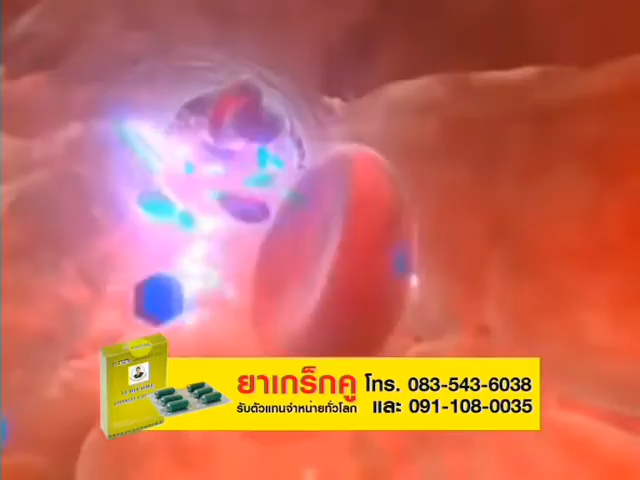 ยาเกร็กคู โทร. 083-543-6038
รับตัวแทนจำหน่ายทั่วโลก และ 091-108-0035